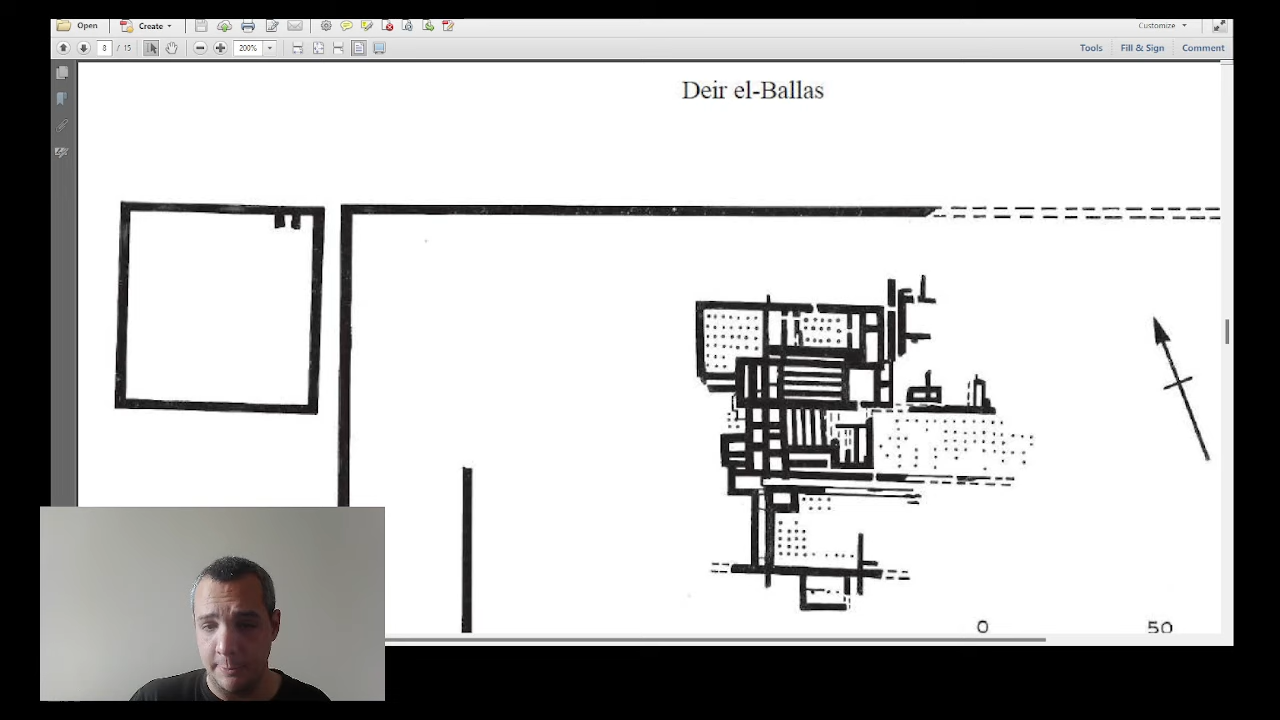 Open
Create
Customize
8
/ 15
200%
Tools
Fill & Sign
Comment
Deir el-Ballas
0
50